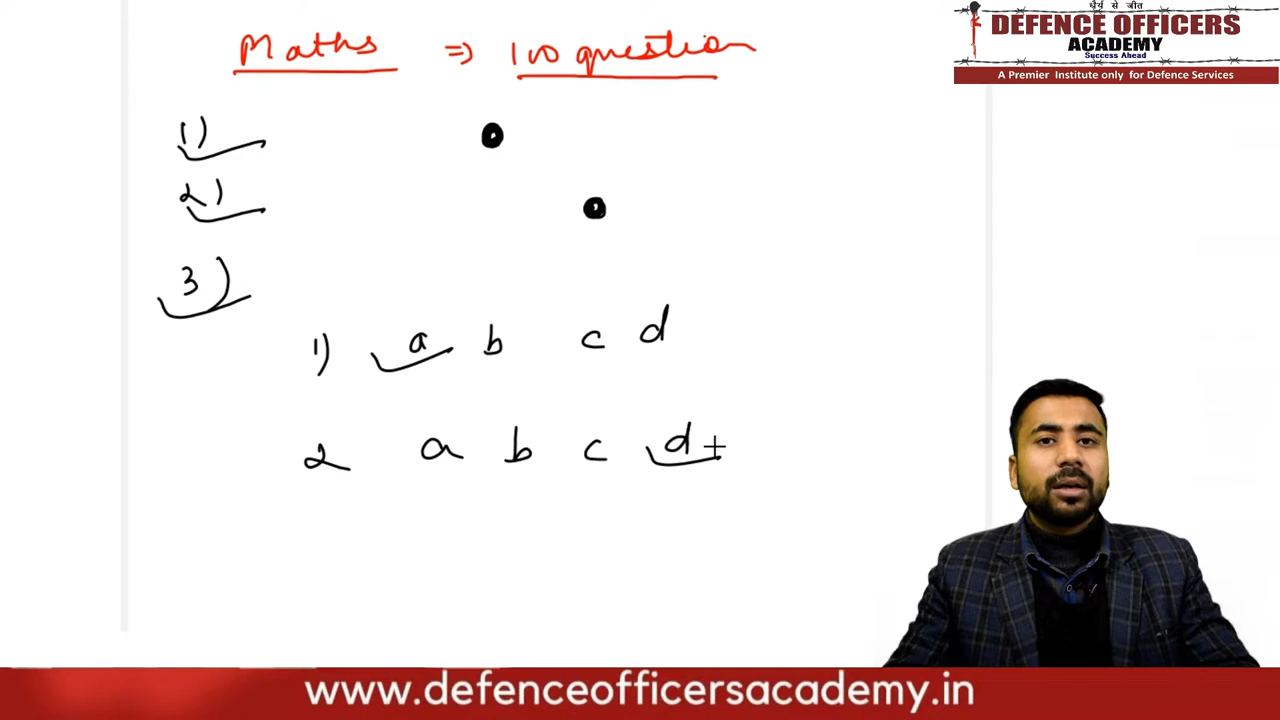 Maths => 100 question
1)
2)
3)
1) a b c d
2 a b c d
धैर्य से जीत
DEFENCE OFFICERS
ACADEMY
Success Ahead
A Premier Institute only for Defence Services
www.defenceofficersacademy.in